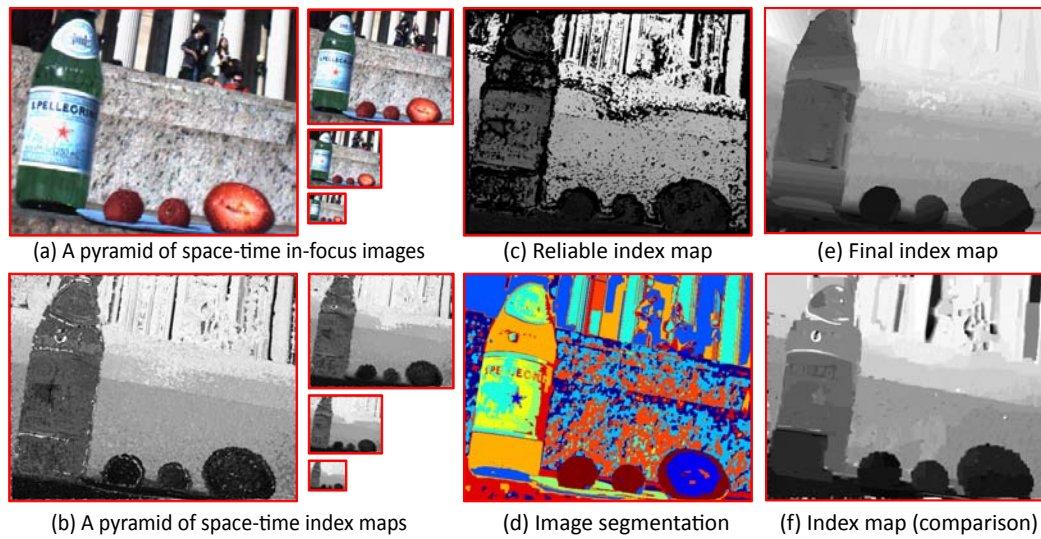 S.PELLEGRINO
(a) A pyramid of space-time in-focus images
(c) Reliable index map
(e) Final index map
S.PELLEGRI
(b) A pyramid of space-time index maps
(d) Image segmentation
(f) Index map (comparison)